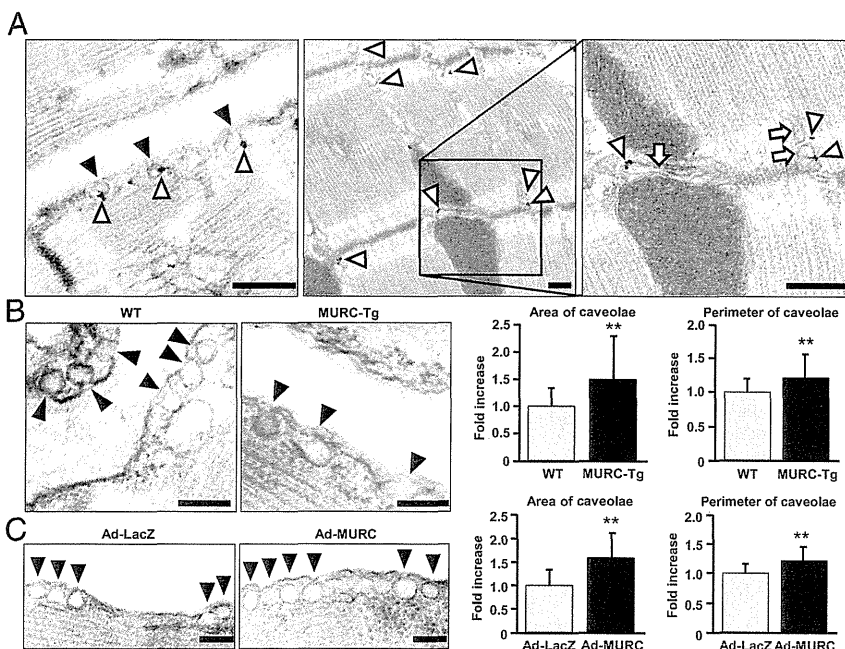 A
B
WT
MURC-Tg
Area of caveolae
Fold increase
2.5
2.0
1.5
1.0
0.5
0
**
WT MURC-Tg
Perimeter of caveolae
Fold increase
2.0
1.5
1.0
0.5
0
**
WT MURC-Tg
C
Ad-LacZ
Ad-MURC
Area of caveolae
Fold increase
2.5
2.0
1.5
1.0
0.5
0
**
Ad-LacZ Ad-MURC
Perimeter of caveolae
Fold increase
2.0
1.5
1.0
0.5
0
**
Ad-LacZ Ad-MURC